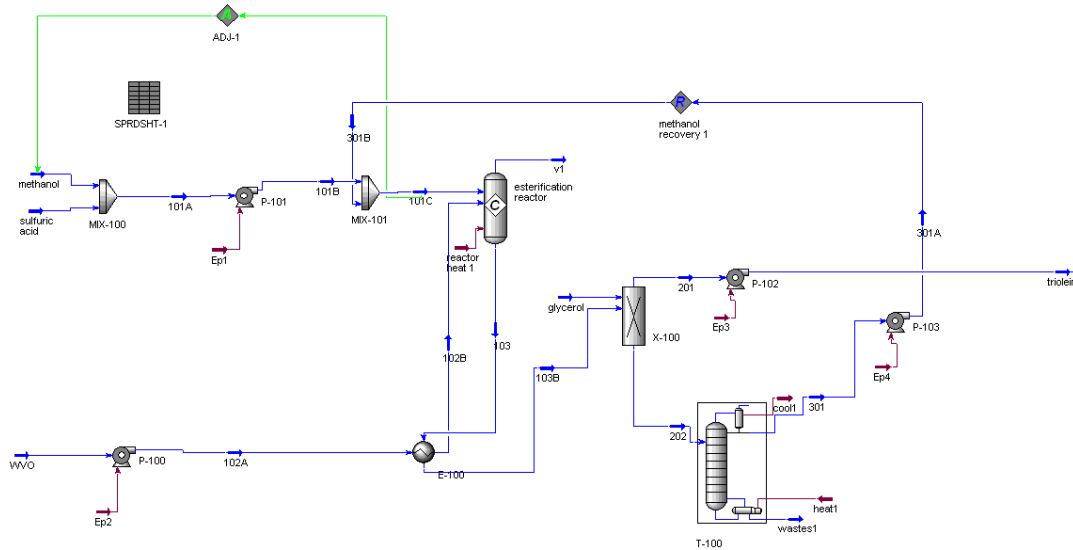 A
ADJ-1
SPRDSHT-1
R
methanol
recovery 1
301B
v1
methanol
101A
P-101
101B
MIX-101
101C
esterification
reactor
C
sulfuric
acid
MIX-100
Ep1
reactor
heat 1
301A
glycerol
201
P-102
triolein
Ep3
X-100
P-103
103
102B
103B
Ep4
cool1
301
202
WVO
P-100
102A
E-100
Ep2
heat1
wastes1
T-100